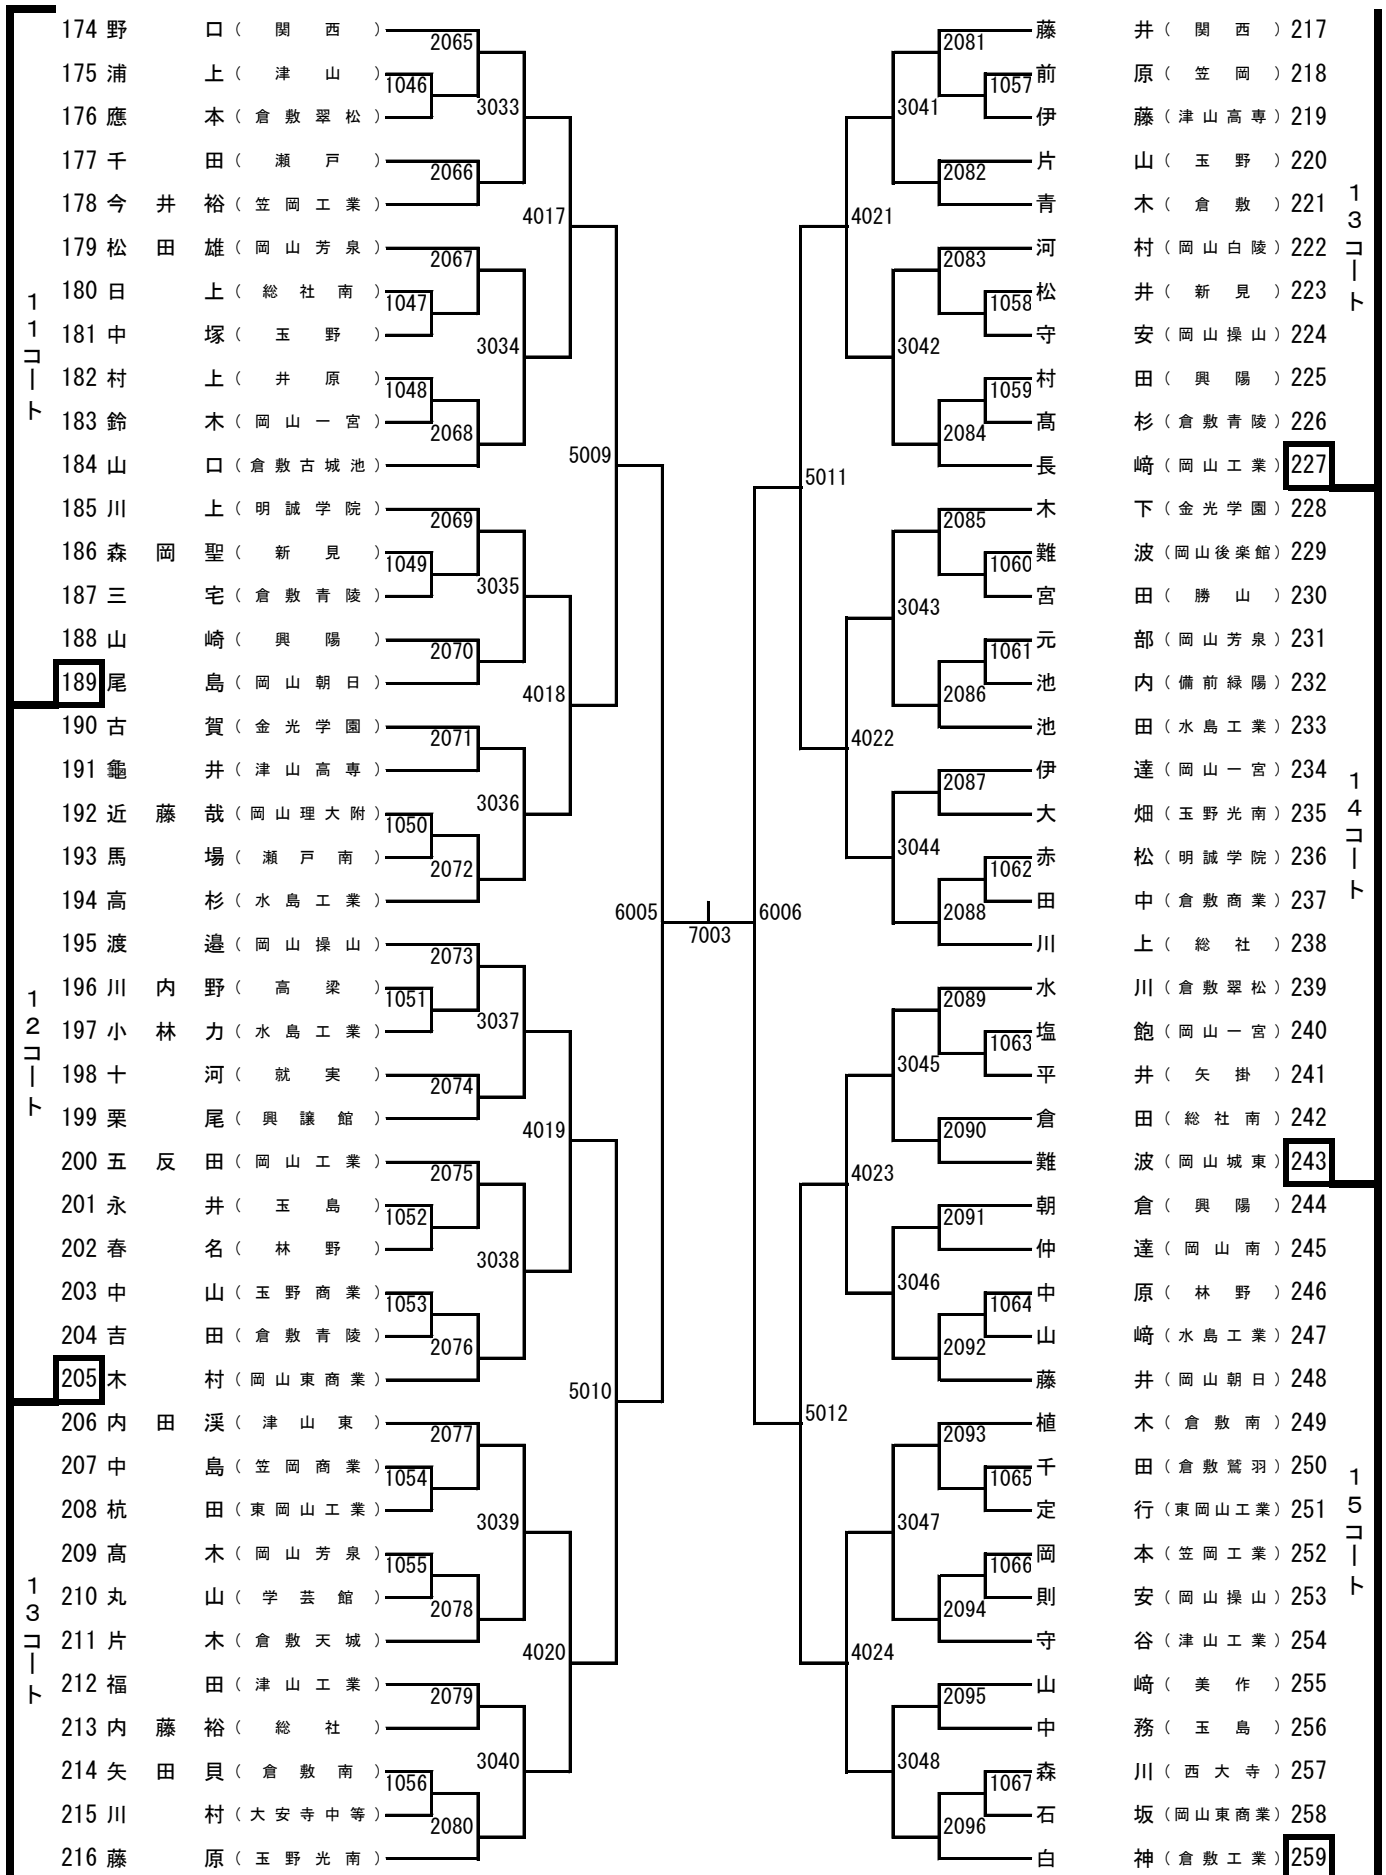 174 野口 (関西)
175 浦上 (津山)
176 應本 (倉敷翠松)
177 千田 (瀬戸)
178 今井裕 (笠岡工業)
179 松田雄 (岡山芳泉)
180 日上 (総社南)
181 中塚 (玉野)
182 村上 (井原)
183 鈴木 (岡山一宮)
184 山口 (倉敷古城池)
185 川上 (明誠学院)
186 森岡聖 (新見)
187 三宅 (倉敷青陵)
188 山崎 (興陽)
189 尾島 (岡山朝日)
190 古賀 (金光学園)
191 龜井 (津山高専)
192 近藤哉 (岡山理大附)
193 馬場 (瀬戸南)
194 高杉 (水島工業)
195 渡邉 (岡山操山)
196 川内野 (高梁)
197 小林力 (水島工業)
198 十河 (就実)
199 栗尾 (興譲館)
200 五反田 (岡山工業)
201 永井 (玉島)
202 春名 (林野)
203 中山 (玉野商業)
204 吉田 (倉敷青陵)
205 木村 (岡山東商業)
206 内田渓 (津山東)
207 中島 (笠岡商業)
208 杭田 (東岡山工業)
209 髙木 (岡山芳泉)
210 丸山 (学芸館)
211 片木 (倉敷天城)
212 福田 (津山工業)
213 内藤裕 (総社)
214 矢田貝 (倉敷南)
215 川村 (大安寺中等)
216 藤原 (玉野光南)
11コート
12コート
13コート
1046
1047
1048
1049
1050
1051
1052
1053
1054
1055
1056
2065
2066
2067
2068
2069
2070
2071
2072
2073
2074
2075
2076
2077
2078
2079
2080
3033
3034
3035
3036
3037
3038
3039
3040
4017
4018
4019
4020
5009
5010
6005
7003
6006
5011
5012
4021
4022
4023
4024
3041
3042
3043
3044
3045
3046
3047
3048
2081
2082
2083
2084
2085
2086
2087
2088
2089
2090
2091
2092
2093
2094
2095
2096
1057
1058
1059
1060
1061
1062
1063
1064
1065
1066
1067
藤井 (関西) 217
前原 (笠岡) 218
伊藤 (津山高専) 219
片山 (玉野) 220
青木 (倉敷) 221
河村 (岡山白陵) 222
松井 (新見) 223
守安 (岡山操山) 224
村田 (興陽) 225
髙杉 (倉敷青陵) 226
長﨑 (岡山工業) 227
木下 (金光学園) 228
難波 (岡山後楽館) 229
宮田 (勝山) 230
元部 (岡山芳泉) 231
池内 (備前緑陽) 232
池田 (水島工業) 233
伊達 (岡山一宮) 234
大畑 (玉野光南) 235
赤松 (明誠学院) 236
田中 (倉敷商業) 237
川上 (総社) 238
水川 (倉敷翠松) 239
塩飽 (岡山一宮) 240
平井 (矢掛) 241
倉田 (総社南) 242
難波 (岡山城東) 243
朝倉 (興陽) 244
仲達 (岡山南) 245
中原 (林野) 246
山﨑 (水島工業) 247
藤井 (岡山朝日) 248
植木 (倉敷南) 249
千田 (倉敷鷲羽) 250
定行 (東岡山工業) 251
岡本 (笠岡工業) 252
則安 (岡山操山) 253
守谷 (津山工業) 254
山﨑 (美作) 255
中務 (玉島) 256
森川 (西大寺) 257
石坂 (岡山東商業) 258
白神 (倉敷工業) 259
13コート
14コート
15コート